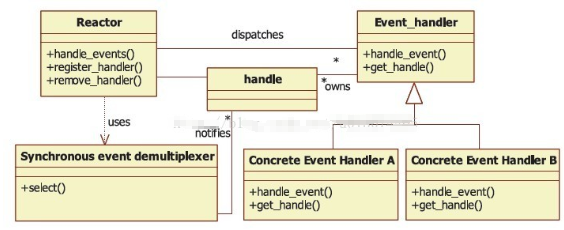 Reactor
+handle_events()
+register_handler()
+remove_handler()
dispatches
Event_handler
+handle_event()
+get_handle()
*
handle
*
owns
uses
*
notifies
Synchronous event demultiplexer
+select()
Concrete Event Handler A
+handle_event()
+get_handle()
Concrete Event Handler B
+handle_event()
+get_handle()